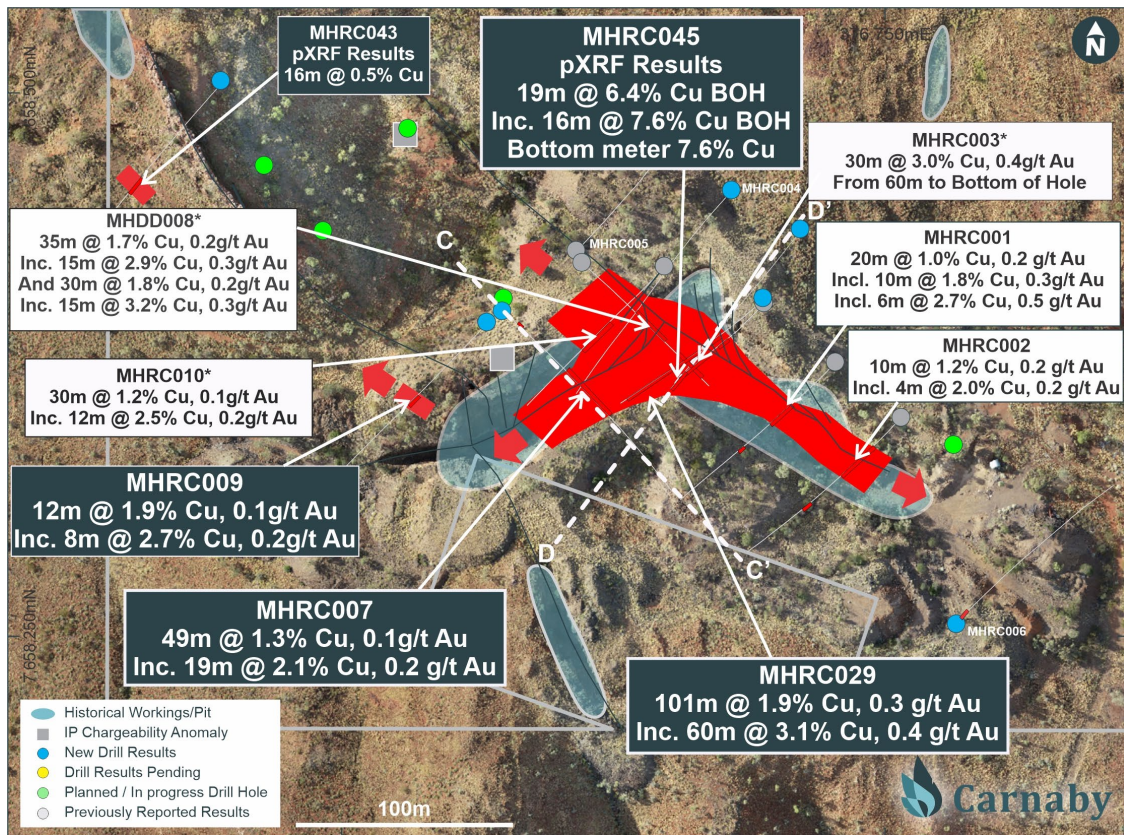 MHRC043
pXRF Results
16m @ 0.5% Cu
MHRC045
pXRF Results
19m @ 6.4% Cu BOH
Inc. 16m @ 7.6% Cu BOH
Bottom meter 7.6% Cu
N
MHRC003*
30m @ 3.0% Cu, 0.4g/t Au
From 60m to Bottom of Hole
MHRC004
D'
MHDD008*
35m @ 1.7% Cu, 0.2g/t Au
Inc. 15m @ 2.9% Cu, 0.3g/t Au
And 30m @ 1.8% Cu, 0.2g/t Au
Inc. 15m @ 3.2% Cu, 0.3g/t Au
C
MHRC005
MHRC001
20m @ 1.0% Cu, 0.2 g/t Au
Incl. 10m @ 1.8% Cu, 0.3g/t Au
Incl. 6m @ 2.7% Cu, 0.5 g/t Au
MHRC002
10m @ 1.2% Cu, 0.2 g/t Au
Incl. 4m @ 2.0% Cu, 0.2 g/t Au
MHRC010*
30m @ 1.2% Cu, 0.1g/t Au
Inc. 12m @ 2.5% Cu, 0.2g/t Au
MHRC009
12m @ 1.9% Cu, 0.1g/t Au
Inc. 8m @ 2.7% Cu, 0.2g/t Au
D
C'
MHRC007
49m @ 1.3% Cu, 0.1g/t Au
Inc. 19m @ 2.1% Cu, 0.2 g/t Au
MHRC006
7,658,250mN
MHRC029
101m @ 1.9% Cu, 0.3 g/t Au
Inc. 60m @ 3.1% Cu, 0.4 g/t Au
Historical Workings/Pit
IP Chargeability Anomaly
New Drill Results
Drill Results Pending
Planned / In progress Drill Hole
Previously Reported Results
100m
Carnaby